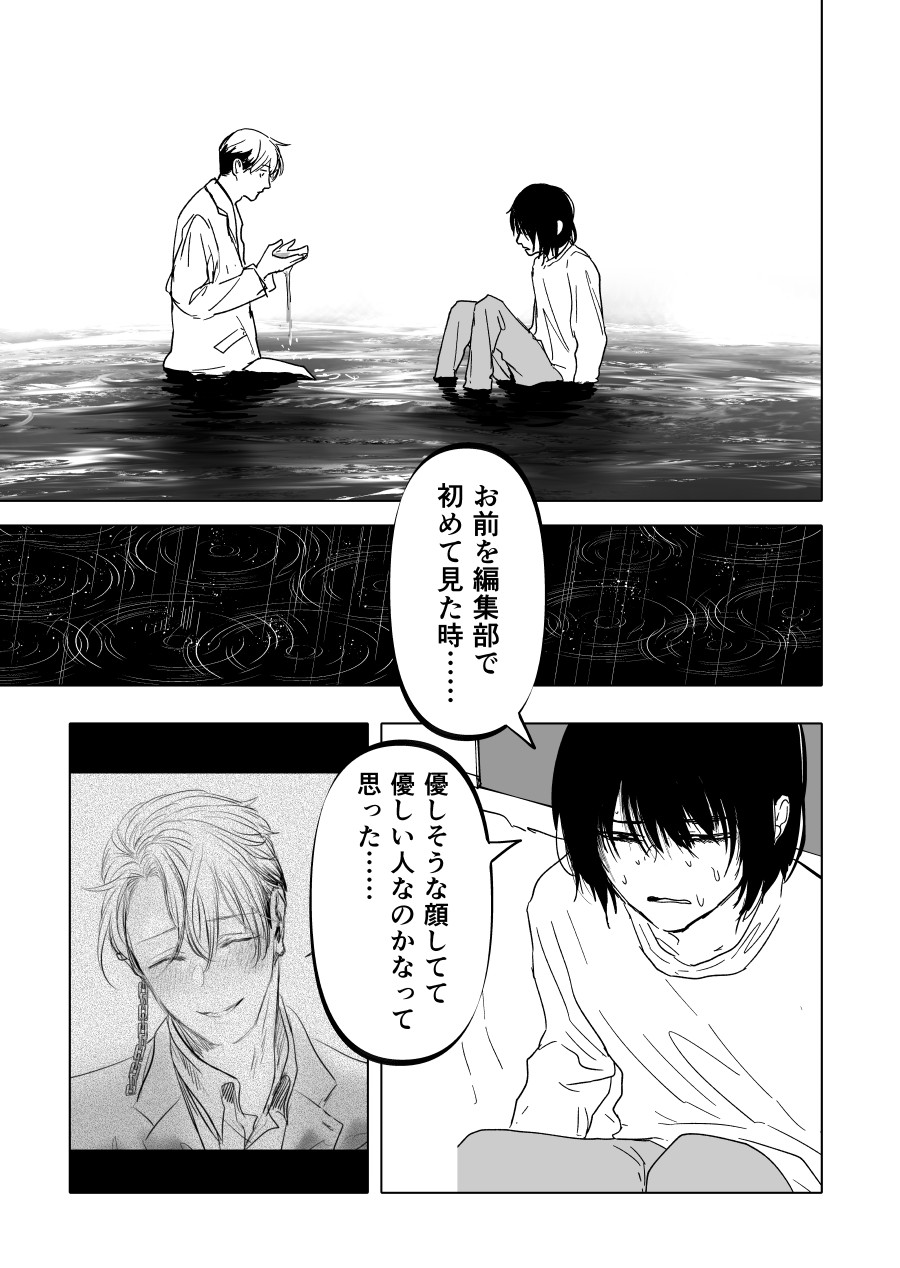 お前を編集部で
初めて見た時……
優しそうな顔してて
優しい人なのかなって
思った……